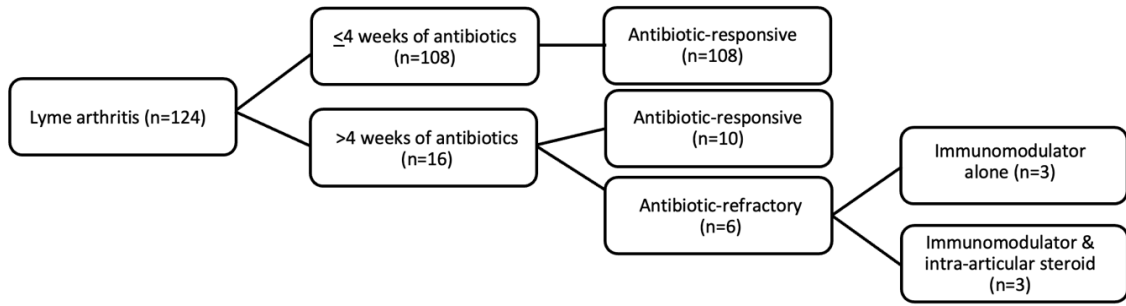 Lyme arthritis (n=124)
≤4 weeks of antibiotics
(n=108)
Antibiotic-responsive
(n=108)
>4 weeks of antibiotics
(n=16)
Antibiotic-responsive
(n=10)
Antibiotic-refractory
(n=6)
Immunomodulator
alone (n=3)
Immunomodulator &
intra-articular steroid
(n=3)